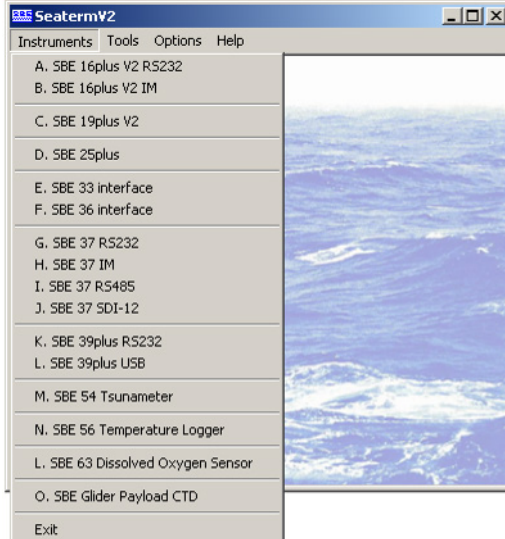 SBE SeatermV2
Instruments Tools Options Help
A. SBE 16plus V2 RS232
B. SBE 16plus V2 IM
C. SBE 19plus V2
D. SBE 25plus
E. SBE 33 interface
F. SBE 36 interface
G. SBE 37 RS232
H. SBE 37 IM
I. SBE 37 RS485
J. SBE 37 SDI-12
K. SBE 39plus RS232
L. SBE 39plus USB
M. SBE 54 Tsunameter
N. SBE 56 Temperature Logger
L. SBE 63 Dissolved Oxygen Sensor
O. SBE Glider Payload CTD
Exit